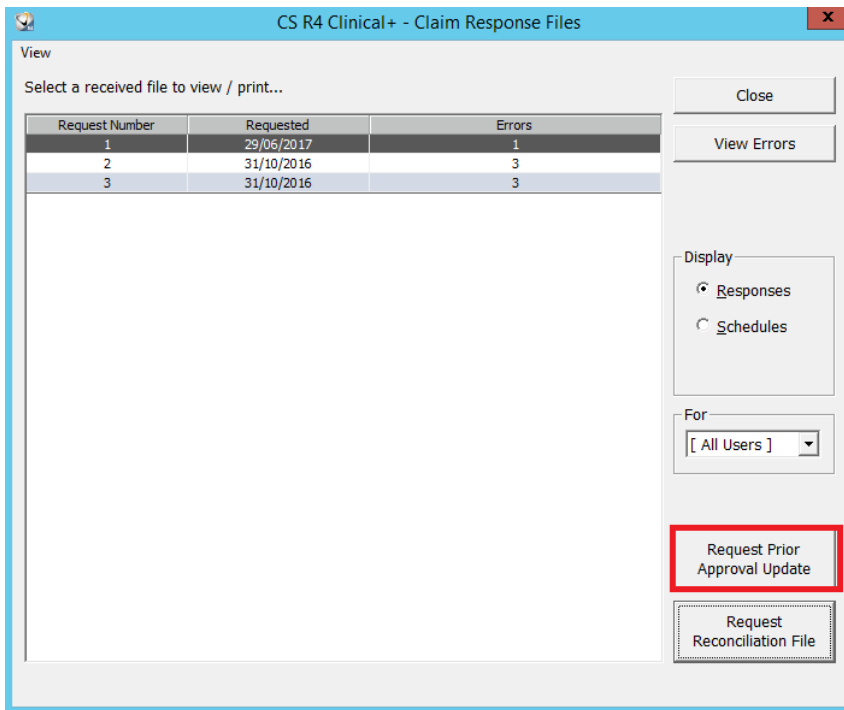 CS R4 Clinical+ - Claim Response Files
x
View
Select a received file to view / print...
Close
Request Number Requested Errors
1 29/06/2017 1
View Errors
2 31/10/2016 3
3 31/10/2016 3
Display
Responses
Schedules
For
[ All Users ]
Request Prior
Approval Update
Request
Reconciliation File